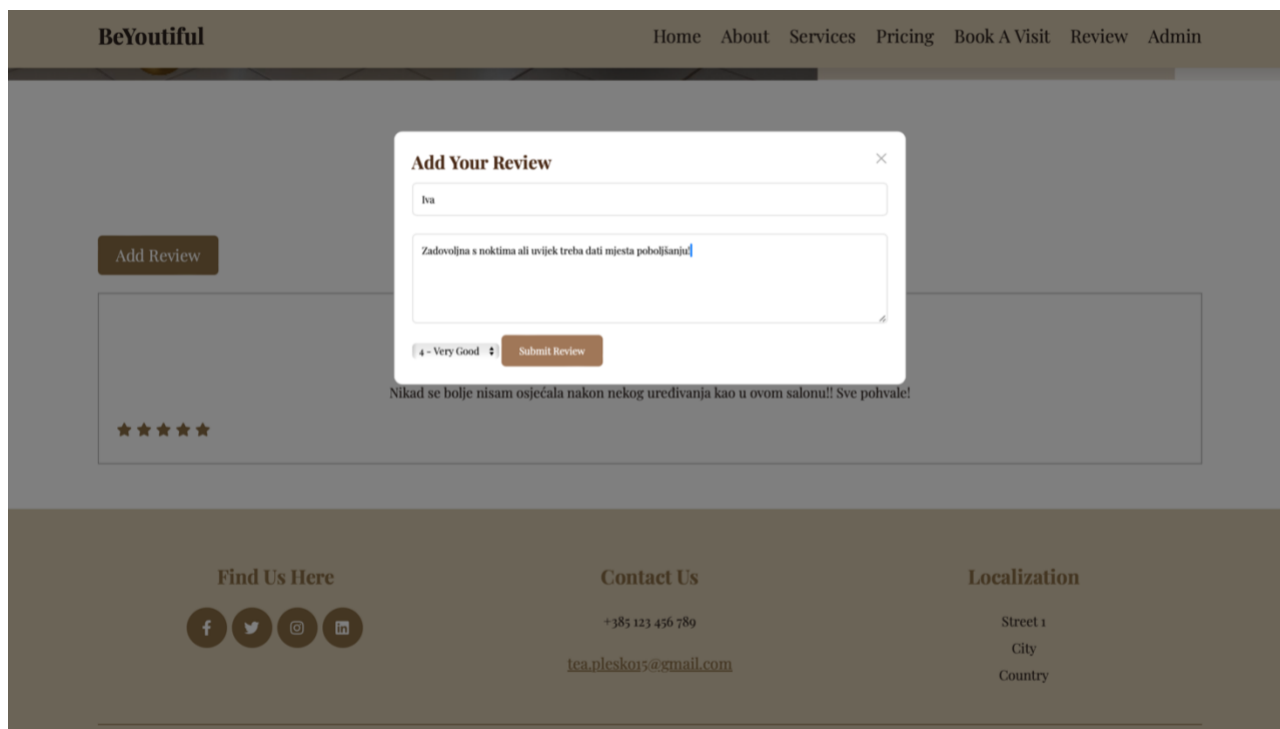 BeYoutiful
Home About Services Pricing Book A Visit Review Admin
Add Your Review
Iva
Zadovoljna s noktima ali uvijek treba dati mjesta poboljšanju!
4 - Very Good
Submit Review
Add Review
Nikad se bolje nisam osjećala nakon nekog uređivanja kao u ovom salonu!! Sve pohvale!
Find Us Here
Contact Us
+385 123 456 789
tea.plesko15@gmail.com
Localization
Street 1
City
Country